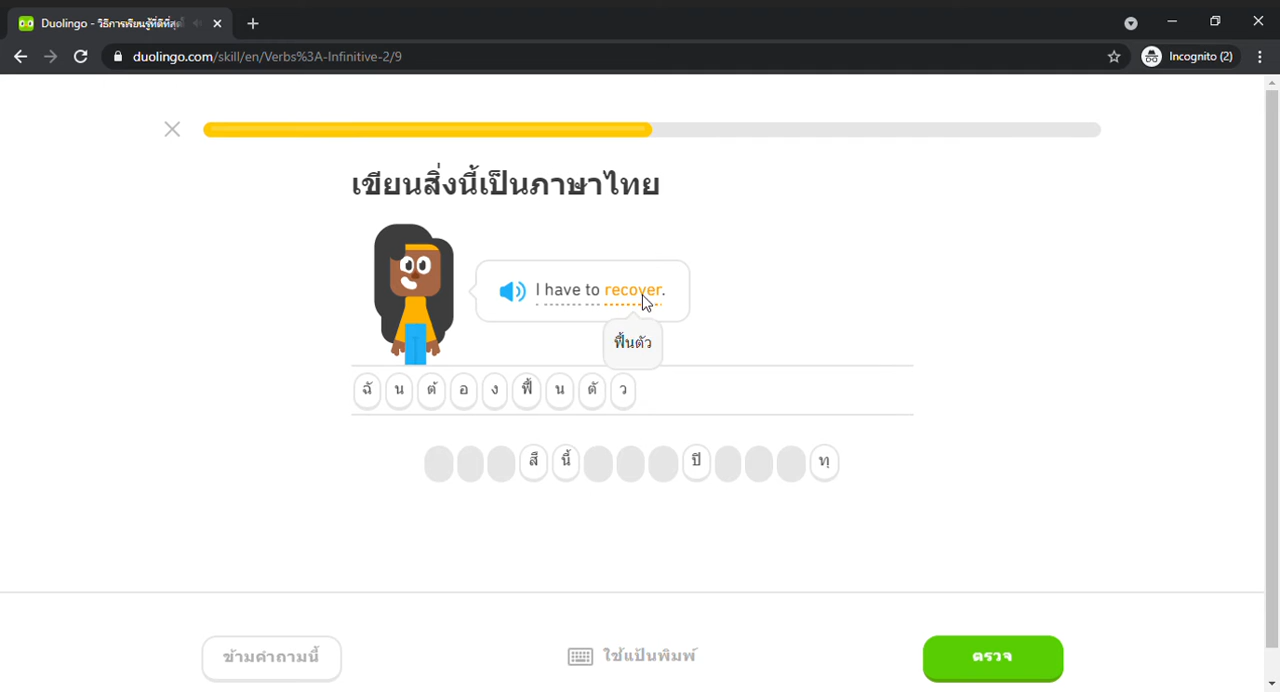 Duolingo - วิธีการเรียนรู้ที่ดีที่สุดใ
duolingo.com/skill/en/Verbs%3A-Infinitive-2/9
Incognito (2)
เขียนสิ่งนี้เป็นภาษาไทย
I have to recover.
ฟื้นตัว
ฉั น ต้ อ ง ฟื้ น ตั ว
สี นี้ ปี ทุ
ข้ามคำถามนี้
ใช้แป้นพิมพ์
ตรวจ